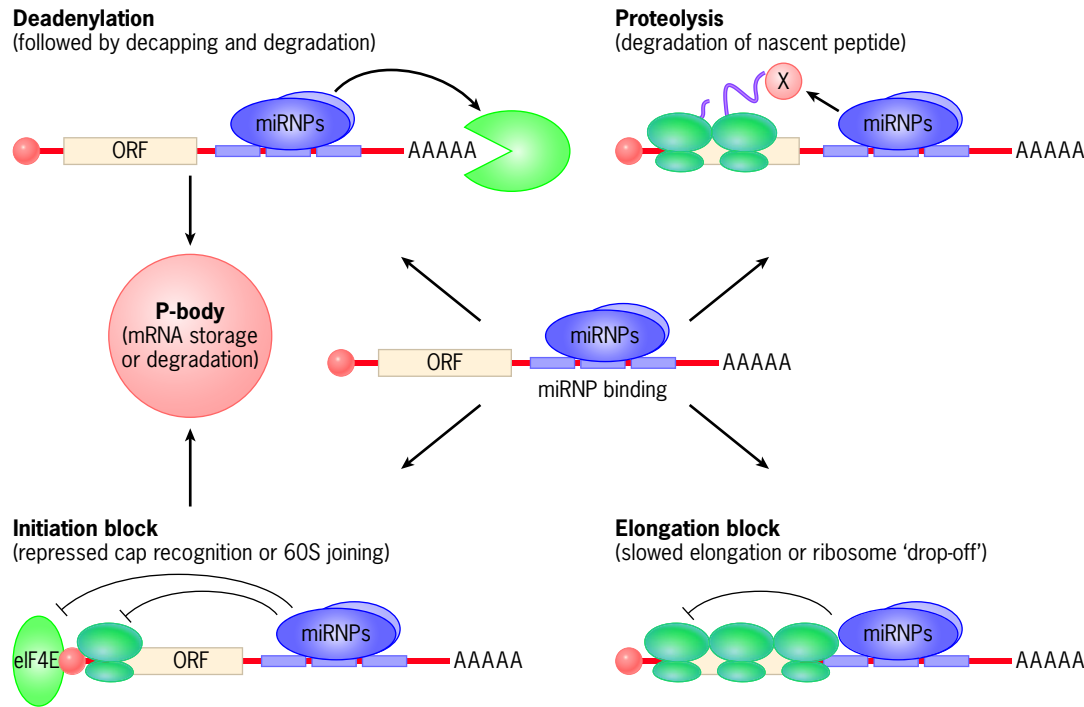 Deadenylation
(followed by decapping and degradation)
miRNPs
ORF
AAAAA
Proteolysis
(degradation of nascent peptide)
X
miRNPs
AAAAA
P-body
(mRNA storage
or degradation)
miRNPs
ORF
AAAAA
miRNP binding
Initiation block
(repressed cap recognition or 60S joining)
eIF4E
ORF
miRNPs
AAAAA
Elongation block
(slowed elongation or ribosome ‘drop-off’)
miRNPs
AAAAA